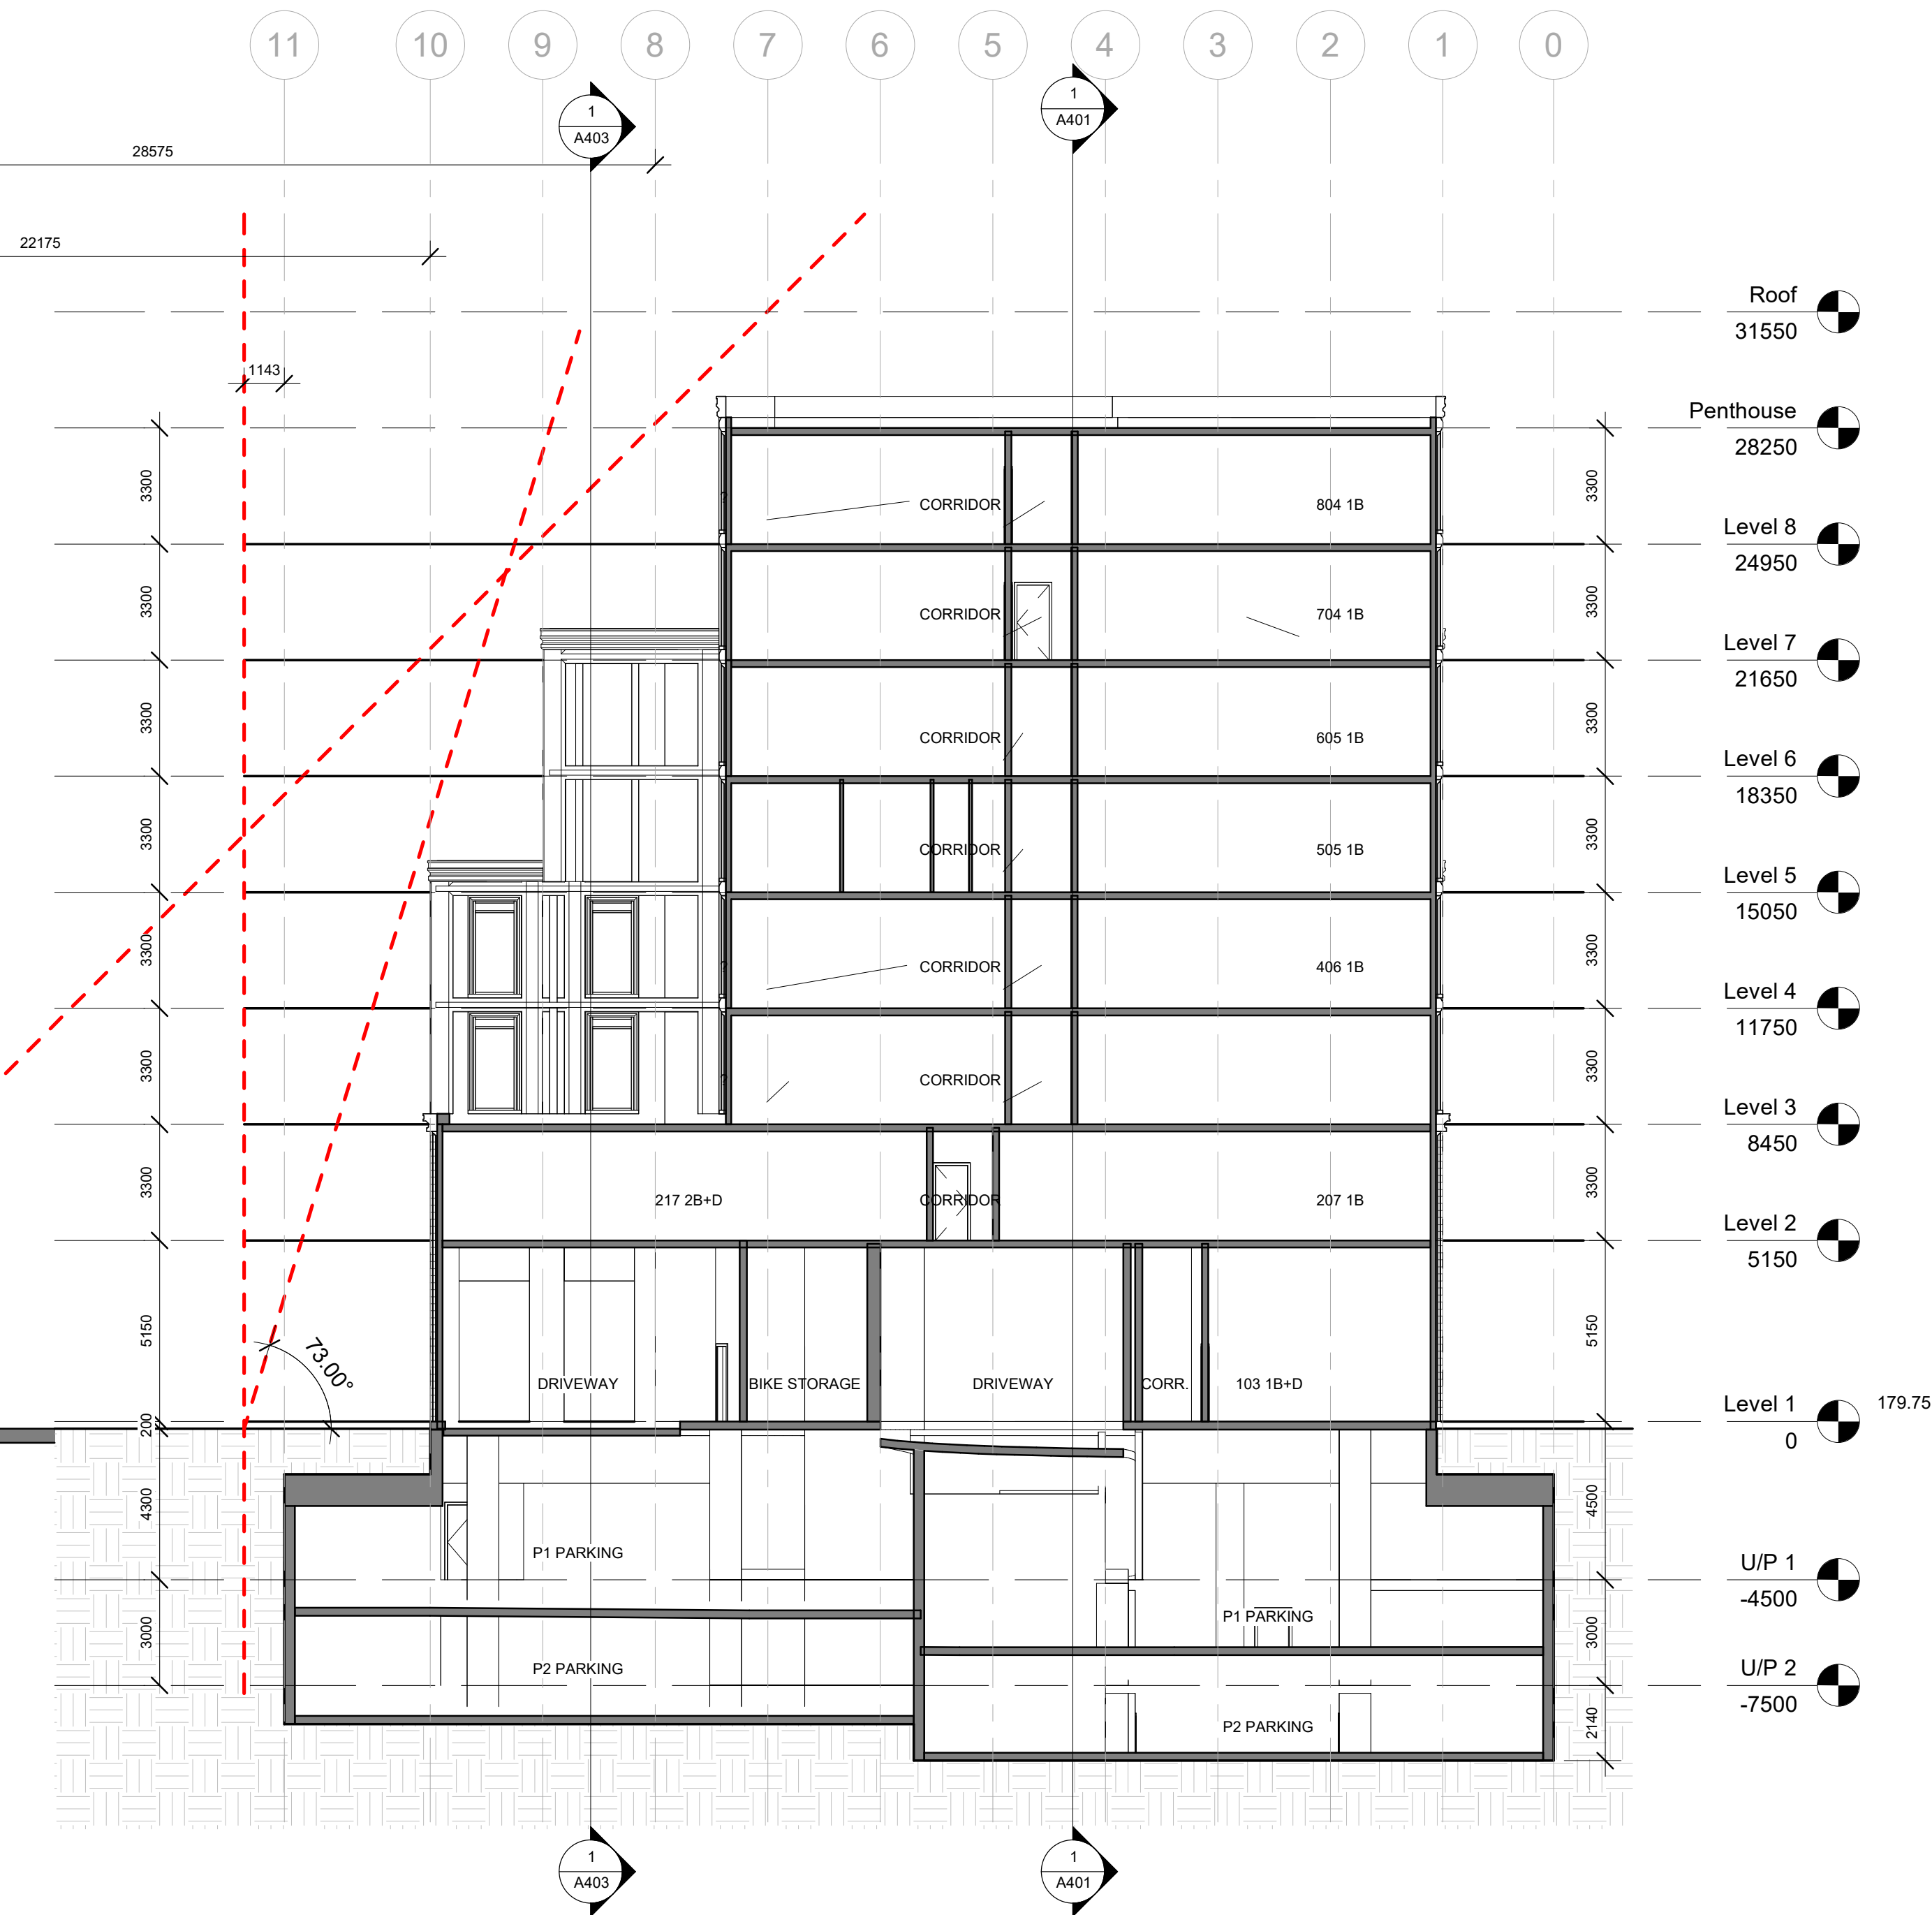 11 10 9 8 7 6 5 4 3 2 1 0
1
A403
1
A401
28575
22175
1143
Roof
31550
Penthouse
28250
3300
CORRIDOR
804 1B
3300
Level 8
24950
3300
CORRIDOR
704 1B
3300
Level 7
21650
3300
CORRIDOR
605 1B
3300
Level 6
18350
3300
CORRIDOR
505 1B
3300
Level 5
15050
3300
?
CORRIDOR
406 1B
3300
Level 4
11750
3300
?
CORRIDOR
3300
Level 3
8450
3300
217 2B+D
CORRIDOR
207 1B
3300
Level 2
5150
5150
73.00°
DRIVEWAY
BIKE STORAGE
DRIVEWAY
CORR.
103 1B+D
5150
200
Level 1
0
179.75
4300
P1 PARKING
4500
U/P 1
-4500
3000
P1 PARKING
3000
P2 PARKING
U/P 2
-7500
P2 PARKING
2140
1
A403
1
A401